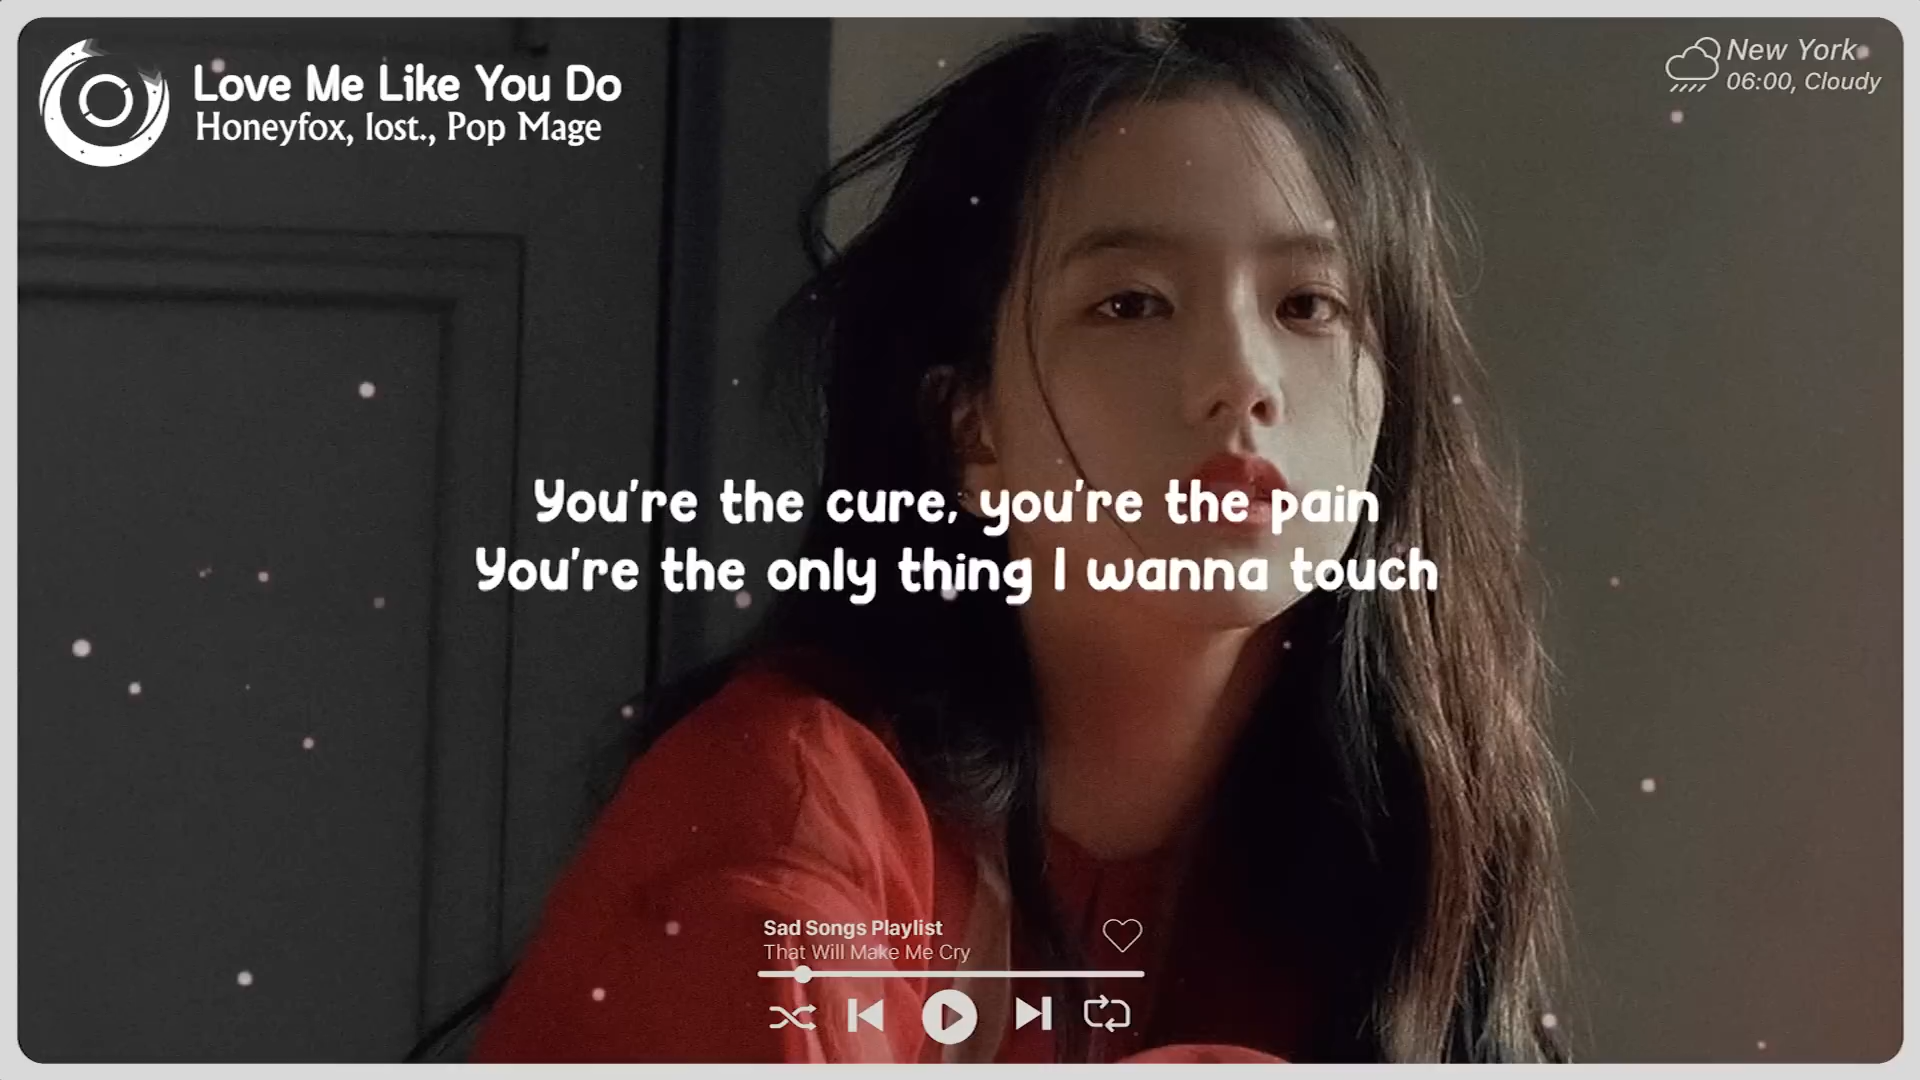 Love Me Like You Do
Honeyfox, lost., Pop Mage
New York
06:00, Cloudy
You're the cure, you're the pain
You're the only thing I wanna touch
Sad Songs Playlist
That Will Make Me Cry